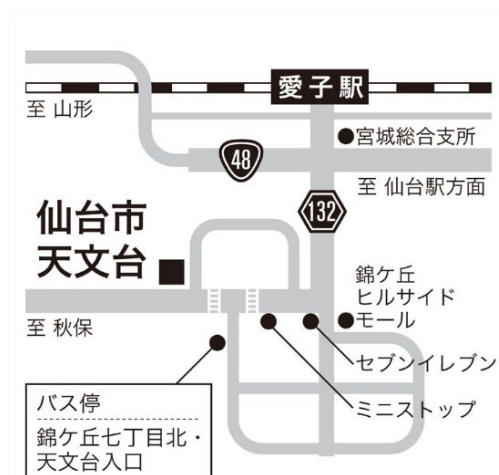 愛子駅
至 山形
宮城総合支所
48
至 仙台駅方面
132
仙台市
天文台
錦ケ丘
ヒルサイド
モール
至 秋保
セブンイレブン
ミニストップ
バス停
錦ケ丘七丁目北・
天文台入口